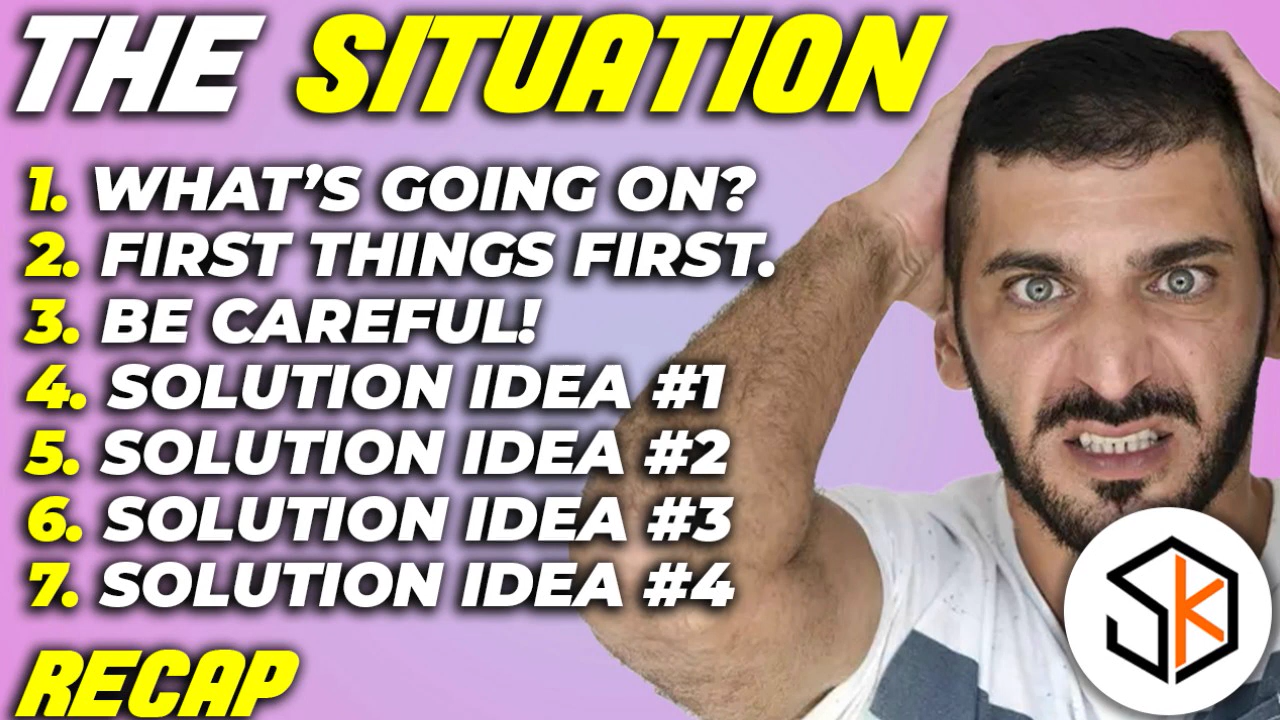 THE SITUATION
1. WHAT'S GOING ON?
2. FIRST THINGS FIRST.
3. BE CAREFUL!
4. SOLUTION IDEA #1
5. SOLUTION IDEA #2
6. SOLUTION IDEA #3
7. SOLUTION IDEA #4
RECAP
SK